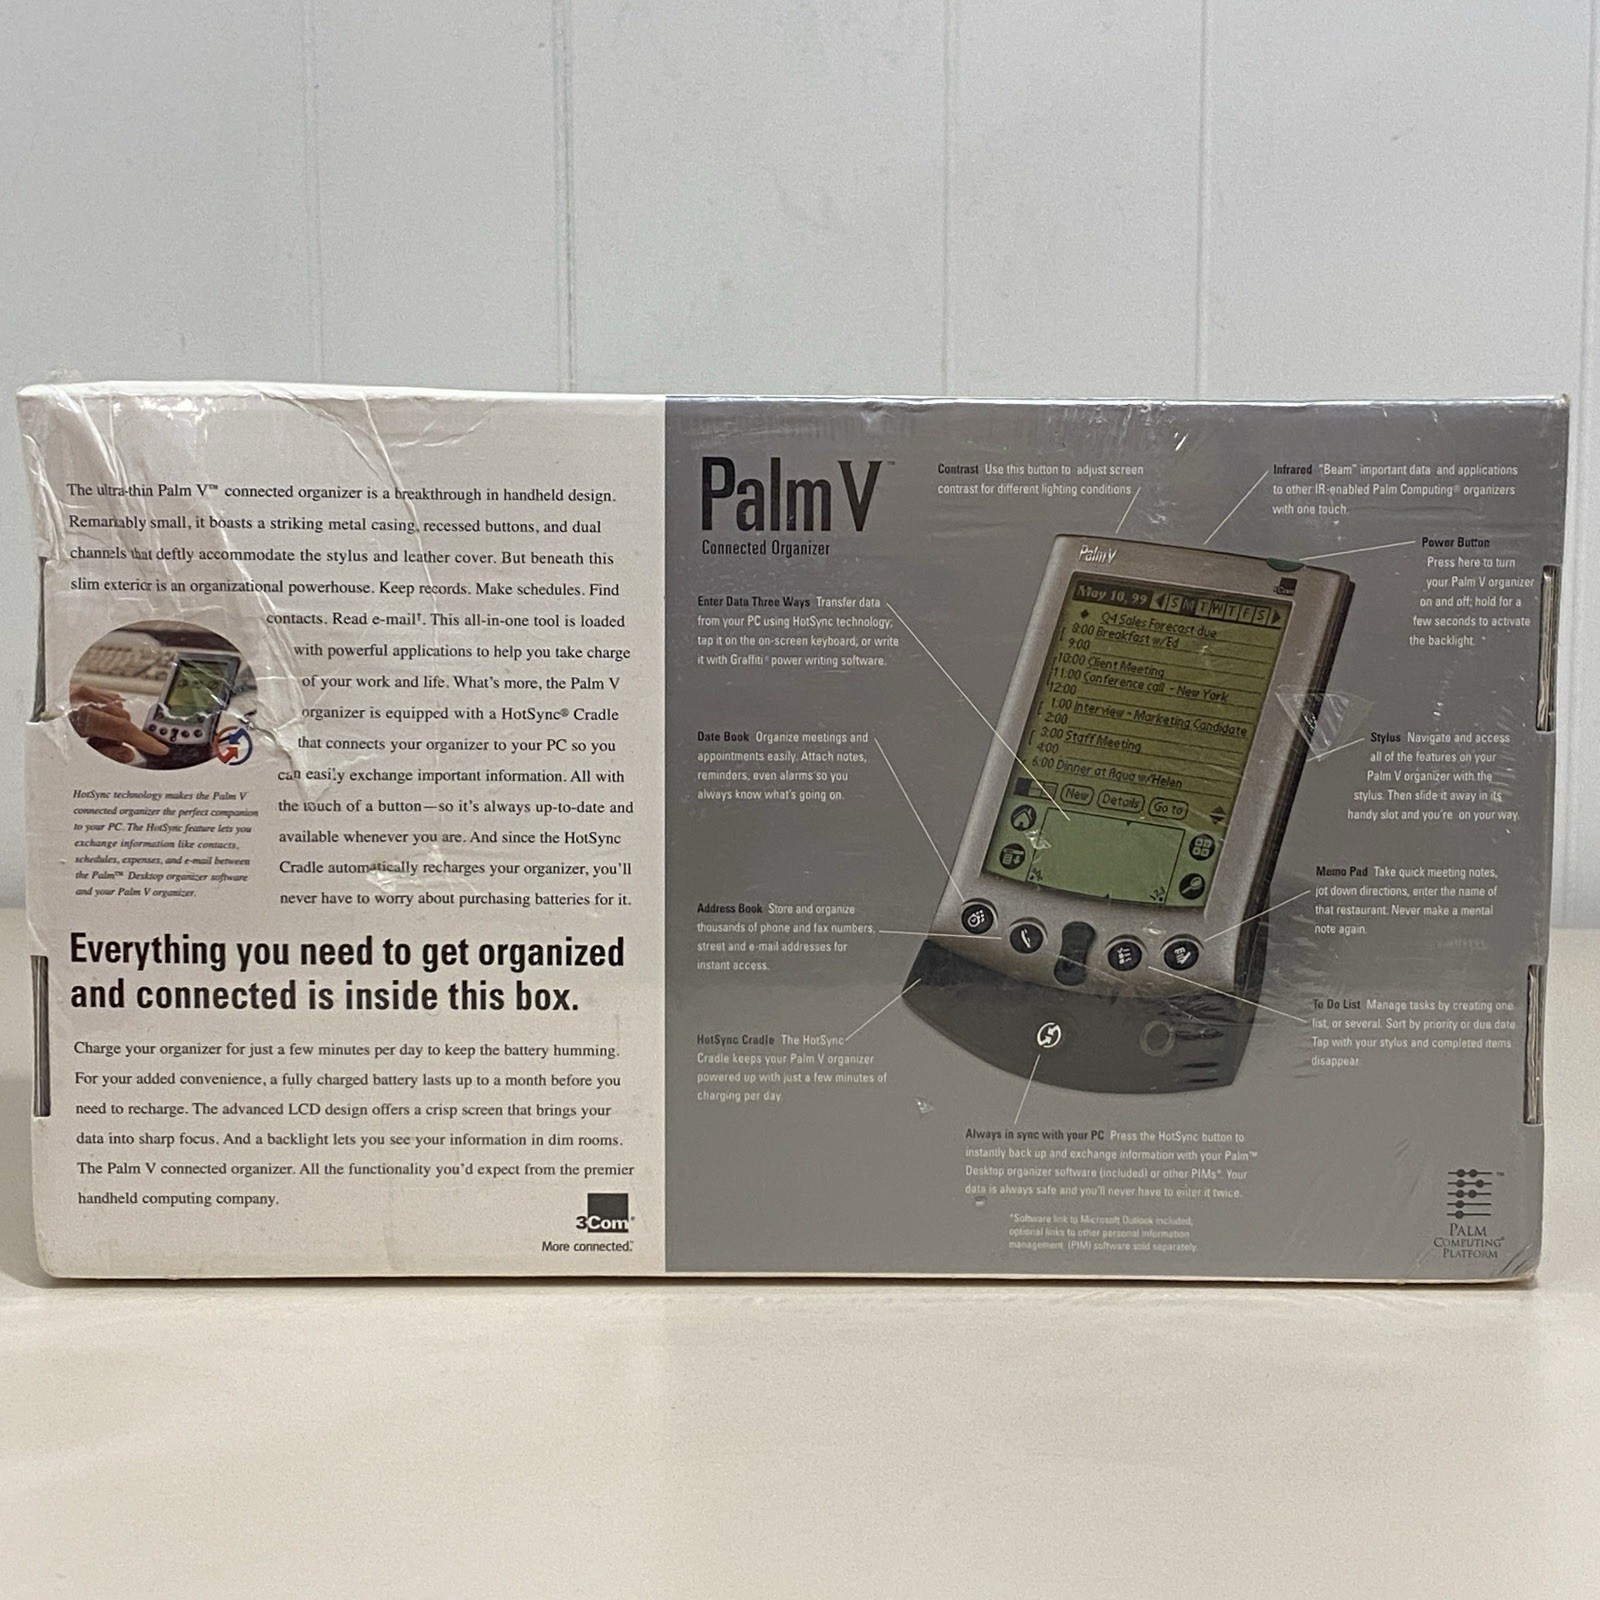 The ultra-thin Palm V™ connected organizer is a breakthrough in handheld design.
Remarkably small, it boasts a striking metal casing, recessed buttons, and dual
channels that deftly accommodate the stylus and leather cover. But beneath this
slim exterior is an organizational powerhouse. Keep records. Make schedules. Find
contacts. Read e-mail†. This all-in-one tool is loaded
with powerful applications to help you take charge
of your work and life. What's more, the Palm V
organizer is equipped with a HotSync® Cradle
that connects your organizer to your PC so you
can easily exchange important information. All with
the touch of a button—so it's always up-to-date and
available whenever you are. And since the HotSync
Cradle automatically recharges your organizer, you'll
never have to worry about purchasing batteries for it.
HotSync technology makes the Palm V
connected organizer the perfect companion
to your PC. The HotSync feature lets you
exchange information like contacts,
schedules, expenses, and e-mail between
the Palm™ Desktop organizer software
and your Palm V organizer.
Everything you need to get organized
and connected is inside this box.
Charge your organizer for just a few minutes per day to keep the battery humming.
For your added convenience, a fully charged battery lasts up to a month before you
need to recharge. The advanced LCD design offers a crisp screen that brings your
data into sharp focus. And a backlight lets you see your information in dim rooms.
The Palm V connected organizer. All the functionality you'd expect from the premier
handheld computing company.
3Com®
More connected.™
Palm V™
Connected Organizer
Contrast Use this button to adjust screen
contrast for different lighting conditions
Infrared "Beam" important data and applications
to other IR-enabled Palm Computing® organizers
with one touch.
Power Button
Press here to turn
your Palm V organizer
on and off; hold for a
few seconds to activate
the backlight.
Enter Data Three Ways Transfer data
from your PC using HotSync technology;
tap it on the on-screen keyboard; or write
it with Graffiti® power writing software.
Date Book Organize meetings and
appointments easily. Attach notes,
reminders, even alarms so you
always know what's going on.
Address Book Store and organize
thousands of phone and fax numbers,
street and e-mail addresses for
instant access.
HotSync Cradle The HotSync
Cradle keeps your Palm V organizer
powered up with just a few minutes of
charging per day.
Palm V
3Com
May 10, 99 S M T W T F S
Q4 Sales Forecast due
8:00 Breakfast w/Ed
9:00
10:00 Client Meeting
11:00 Conference call - New York
12:00
1:00 Interview - Marketing Candidate
2:00
3:00 Staff Meeting
4:00
6:00 Dinner at Aqua w/Helen
New Details Go to
Stylus Navigate and access
all of the features on your
Palm V organizer with the
stylus. Then slide it away in its
handy slot and you're on your way.
Memo Pad Take quick meeting notes,
jot down directions, enter the name of
that restaurant. Never make a mental
note again.
To Do List Manage tasks by creating one
list, or several. Sort by priority or due date
Tap with your stylus and completed items
disappear.
Always in sync with your PC Press the HotSync button to
instantly back up and exchange information with your Palm™
Desktop organizer software (included) or other PIMs*. Your
data is always safe and you'll never have to enter it twice.
*Software link to Microsoft Outlook included,
optional links to other personal information
management (PIM) software sold separately.
PALM
COMPUTING®
PLATFORM